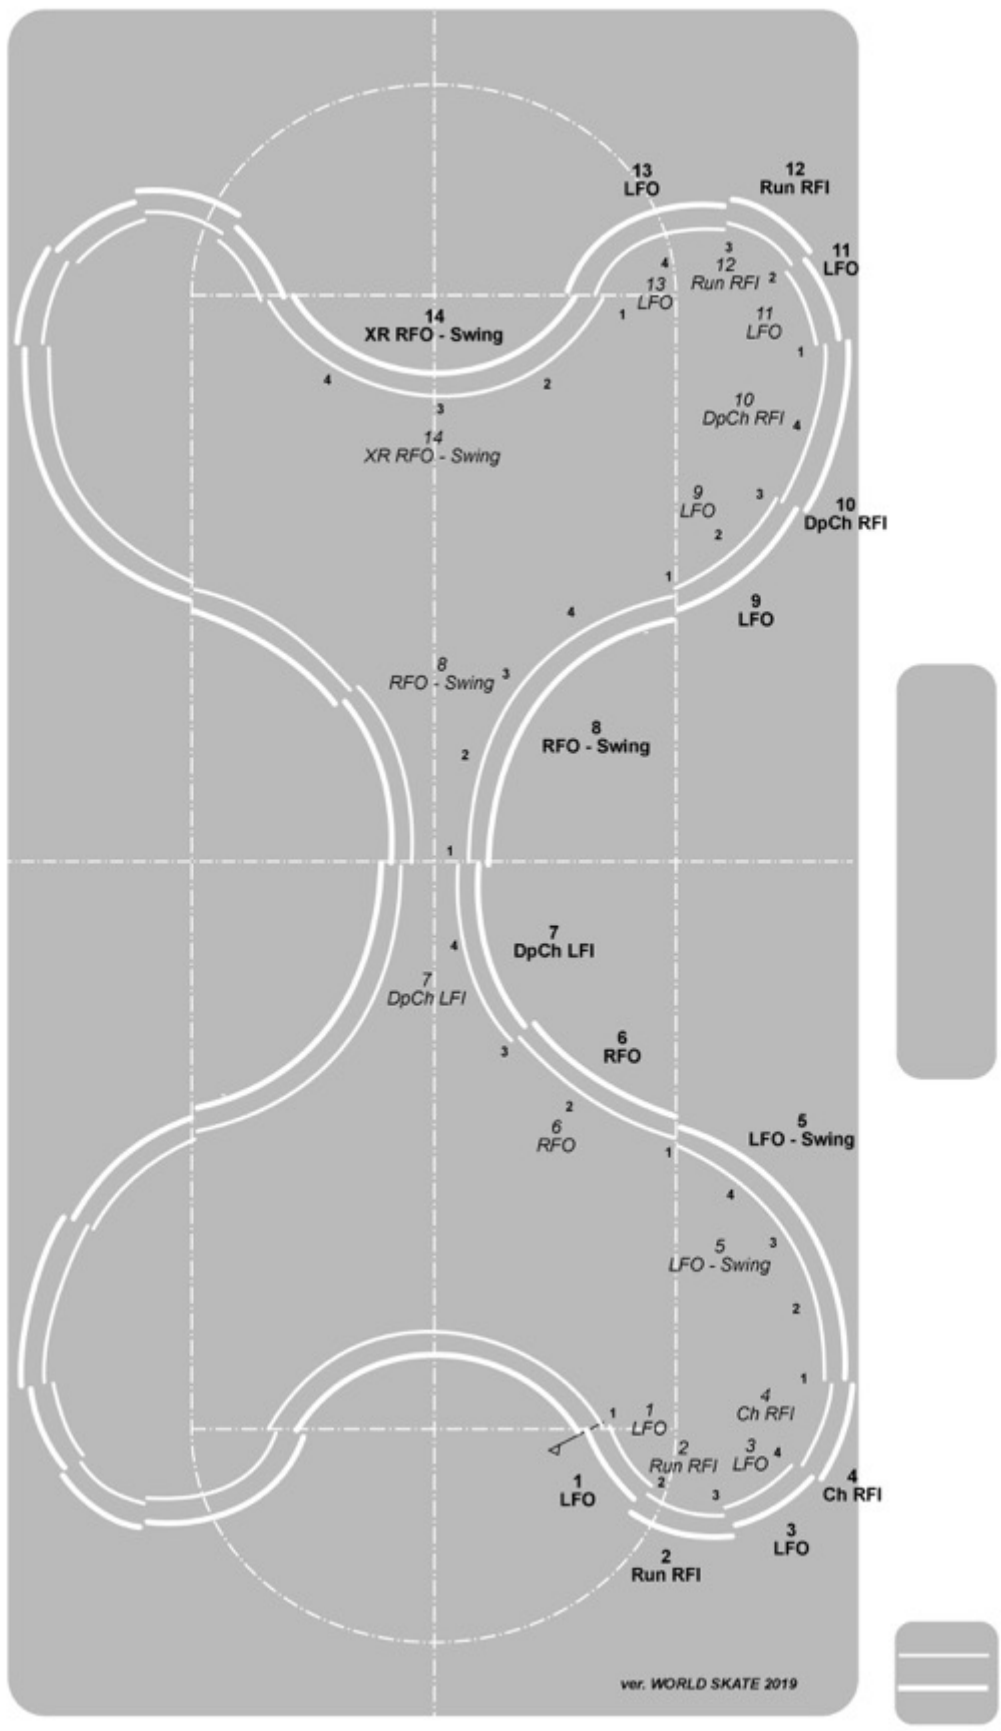 13
LFO
12
Run RFI
11
LFO
3
12
Run RFI
2
4
13
LFO
1
11
LFO
1
14
XR RFO - Swing
4
2
3
14
XR RFO - Swing
10
DpCh RFI
4
9
LFO
3
2
10
DpCh RFI
1
9
LFO
4
8
RFO - Swing
3
8
RFO - Swing
2
1
7
DpCh LFI
4
7
DpCh LFI
3
6
RFO
2
6
RFO
1
5
LFO - Swing
4
5
LFO - Swing
3
2
1
4
Ch RFI
1
1
LFO
2
Run RFI
3
LFO
4
2
3
1
LFO
4
Ch RFI
3
LFO
2
Run RFI
ver. WORLD SKATE 2019